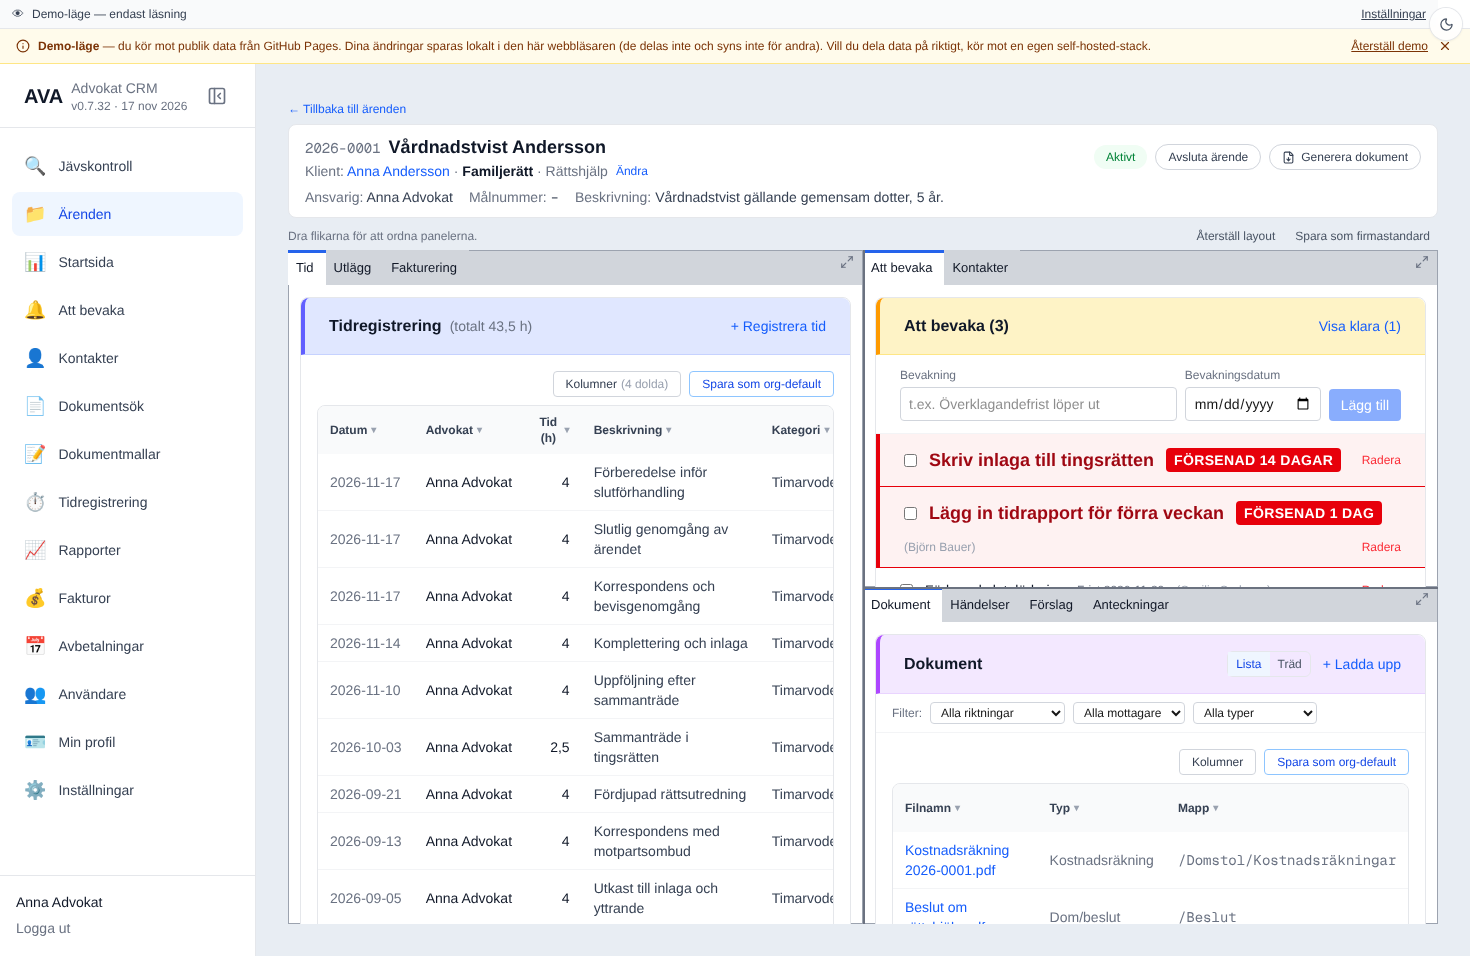 Demo-läge — endast läsning
Inställningar
Demo-läge — du kör mot publik data från GitHub Pages. Dina ändringar sparas lokalt i den här webbläsaren (de delas inte och syns inte för andra). Vill du dela data på riktigt, kör mot en egen self-hosted-stack.
Återställ demo
AVA
Advokat CRM
v0.7.32 · 17 nov 2026
Jävskontroll
Ärenden
Startsida
Att bevaka
Kontakter
Dokumentsök
Dokumentmallar
Tidregistrering
Rapporter
Fakturor
Avbetalningar
Användare
Min profil
Inställningar
Anna Advokat
Logga ut
← Tillbaka till ärenden
2026-0001 Vårdnadstvist Andersson
Klient: Anna Andersson · Familjerätt · Rättshjälp Ändra
Ansvarig: Anna Advokat Målnummer: – Beskrivning: Vårdnadstvist gällande gemensam dotter, 5 år.
Aktivt
Avsluta ärende
Generera dokument
Dra flikarna för att ordna panelerna.
Återställ layout
Spara som firmastandard
Tid
Utlägg
Fakturering
Tidregistrering (totalt 43,5 h)
+ Registrera tid
Kolumner (4 dolda)
Spara som org-default
Datum ▾ Advokat ▾ Tid (h) ▾ Beskrivning ▾ Kategori ▾
2026-11-17 Anna Advokat 4 Förberedelse inför slutförhandling Timarvode
2026-11-17 Anna Advokat 4 Slutlig genomgång av ärendet Timarvode
2026-11-17 Anna Advokat 4 Korrespondens och bevisgenomgång Timarvode
2026-11-14 Anna Advokat 4 Komplettering och inlaga Timarvode
2026-11-10 Anna Advokat 4 Uppföljning efter sammanträde Timarvode
2026-10-03 Anna Advokat 2,5 Sammanträde i tingsrätten Timarvode
2026-09-21 Anna Advokat 4 Fördjupad rättsutredning Timarvode
2026-09-13 Anna Advokat 4 Korrespondens med motpartsombud Timarvode
2026-09-05 Anna Advokat 4 Utkast till inlaga och yttrande Timarvode
Att bevaka
Kontakter
Att bevaka (3)
Visa klara (1)
Bevakning
Bevakningsdatum
t.ex. Överklagandefrist löper ut
mm/dd/yyyy
Lägg till
Skriv inlaga till tingsrätten FÖRSENAD 14 DAGAR Radera
Lägg in tidrapport för förra veckan FÖRSENAD 1 DAG
(Björn Bauer) Radera
Dokument
Händelser
Förslag
Anteckningar
Dokument
Lista
Träd
+ Ladda upp
Filter: Alla riktningar Alla mottagare Alla typer
Kolumner
Spara som org-default
Filnamn ▾ Typ ▾ Mapp ▾
Kostnadsräkning 2026-0001.pdf Kostnadsräkning /Domstol/Kostnadsräkningar
Beslut om Dom/beslut /Beslut